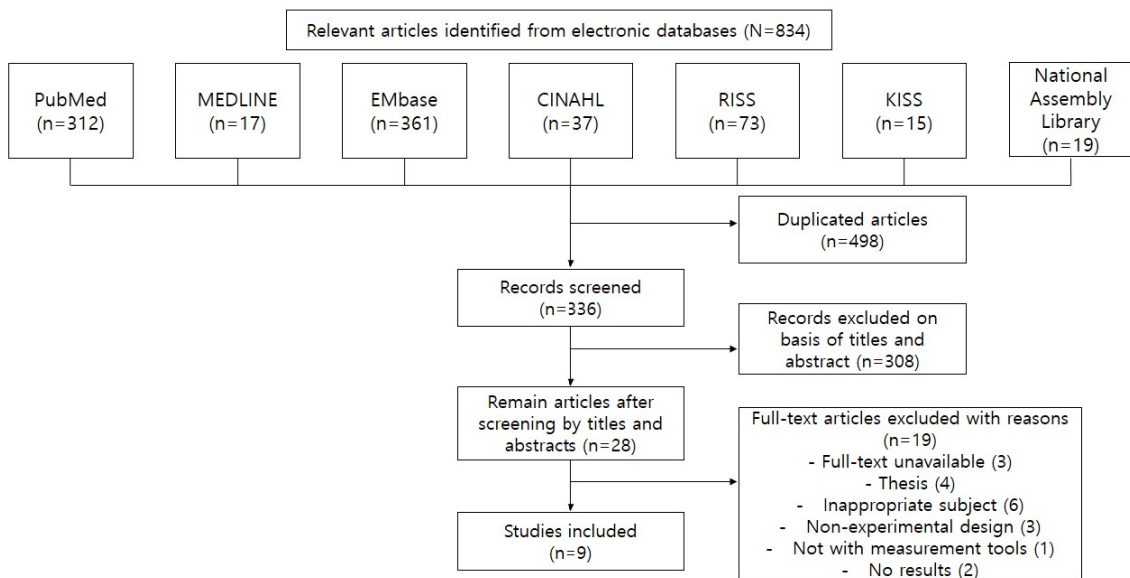 Relevant articles identified from electronic databases (N=834)
PubMed
(n=312)
MEDLINE
(n=17)
EMbase
(n=361)
CINAHL
(n=37)
RISS
(n=73)
KISS
(n=15)
National
Assembly
Library
(n=19)
Duplicated articles
(n=498)
Records screened
(n=336)
Records excluded on
basis of titles and
abstract (n=308)
Remain articles after
screening by titles and
abstracts (n=28)
Full-text articles excluded with reasons
(n=19)
- Full-text unavailable (3)
- Thesis (4)
- Inappropriate subject (6)
- Non-experimental design (3)
- Not with measurement tools (1)
- No results (2)
Studies included
(n=9)